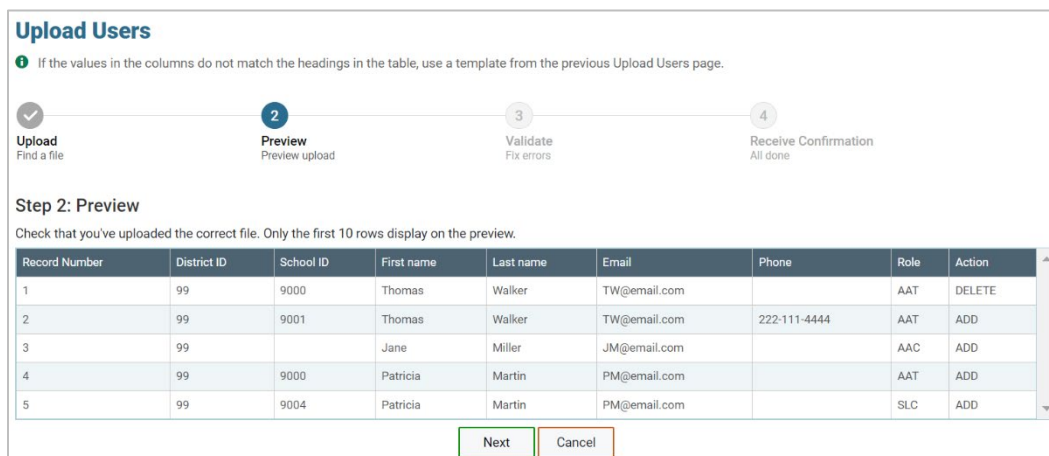 Upload Users
If the values in the columns do not match the headings in the table, use a template from the previous Upload Users page.
2 3 4
Upload Preview Validate Receive Confirmation
Find a file Preview upload Fix errors All done
Step 2: Preview
Check that you've uploaded the correct file. Only the first 10 rows display on the preview.
Record Number District ID School ID First name Last name Email Phone Role Action
1 99 9000 Thomas Walker TW@email.com AAT DELETE
2 99 9001 Thomas Walker TW@email.com 222-111-4444 AAT ADD
3 99 Jane Miller JM@email.com AAC ADD
4 99 9000 Patricia Martin PM@email.com AAT ADD
5 99 9004 Patricia Martin PM@email.com SLC ADD
Next Cancel